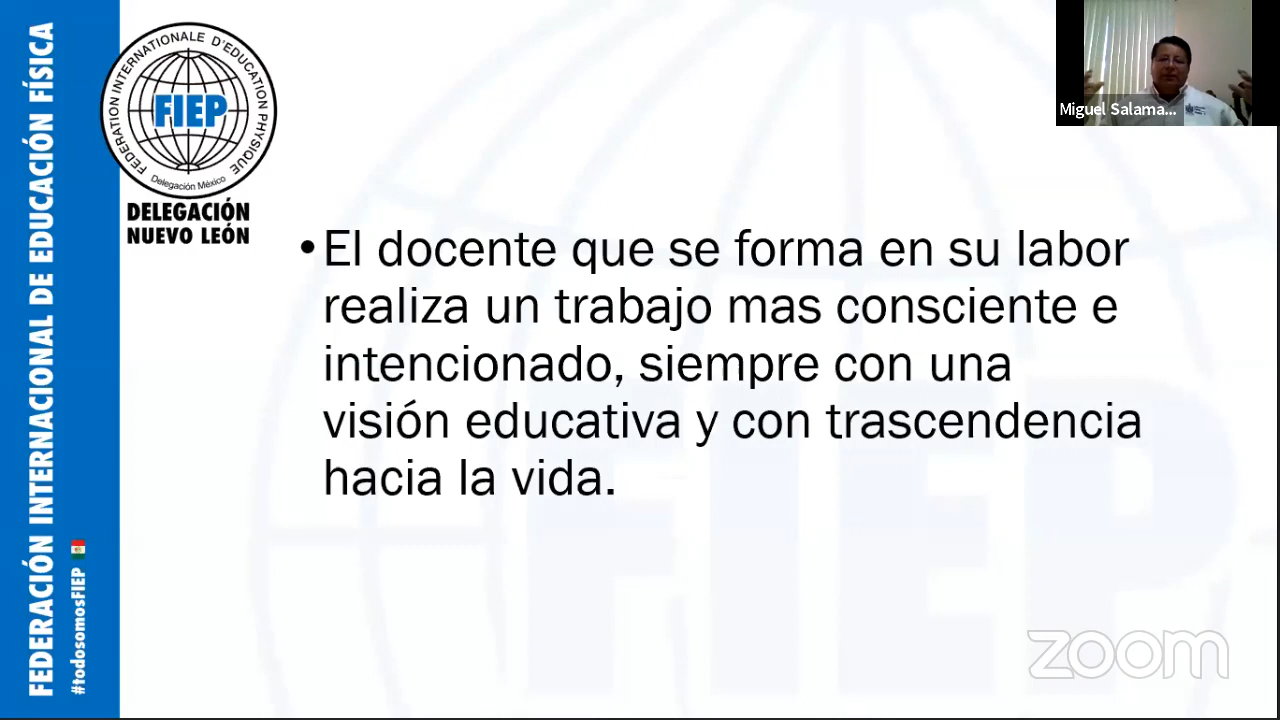 FEDERACIÓN INTERNACIONAL DE EDUCACIÓN FÍSICA
#todosomosFIEP
FEDERATION INTERNATIONALE D'EDUCATION PHYSIQUE
FIEP
Delegación México
DELEGACIÓN
NUEVO LEÓN
Miguel Salama...
•El docente que se forma en su labor
realiza un trabajo mas consciente e
intencionado, siempre con una
visión educativa y con trascendencia
hacia la vida.
FIEP
zoom